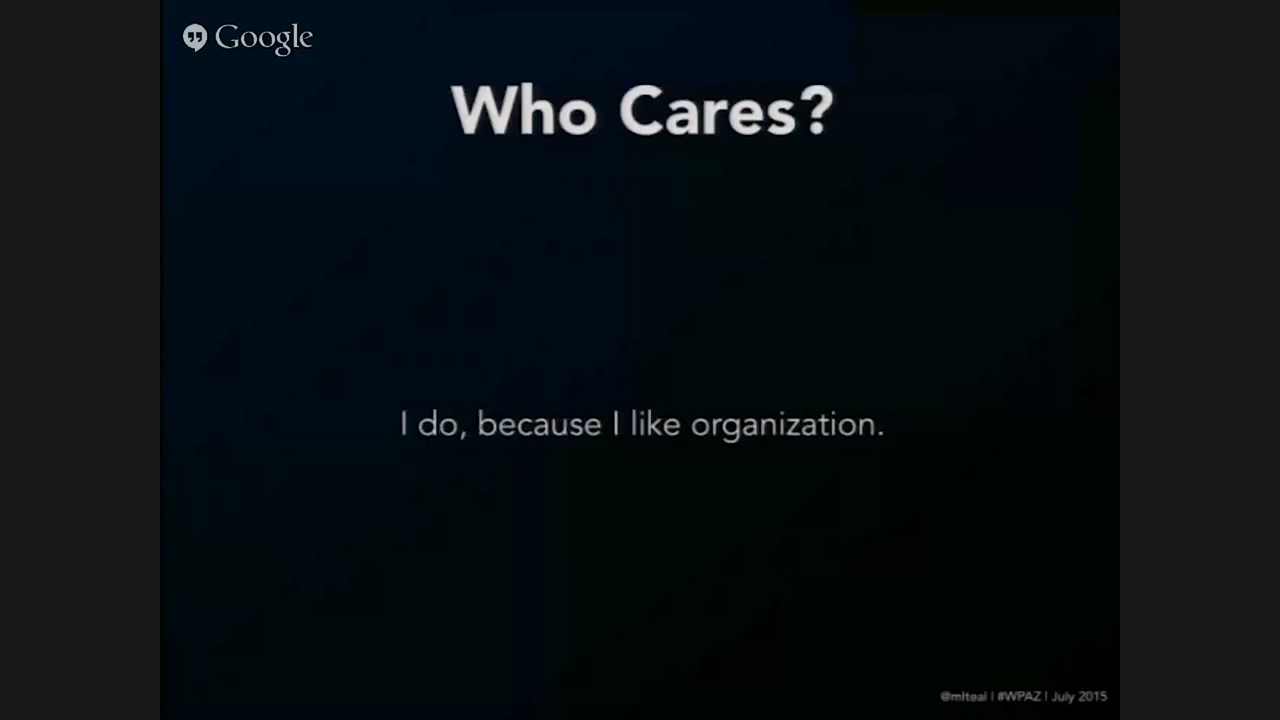 Google
Who Cares?
I do, because I like organization.
@mlteal | #WPAZ | July 2015